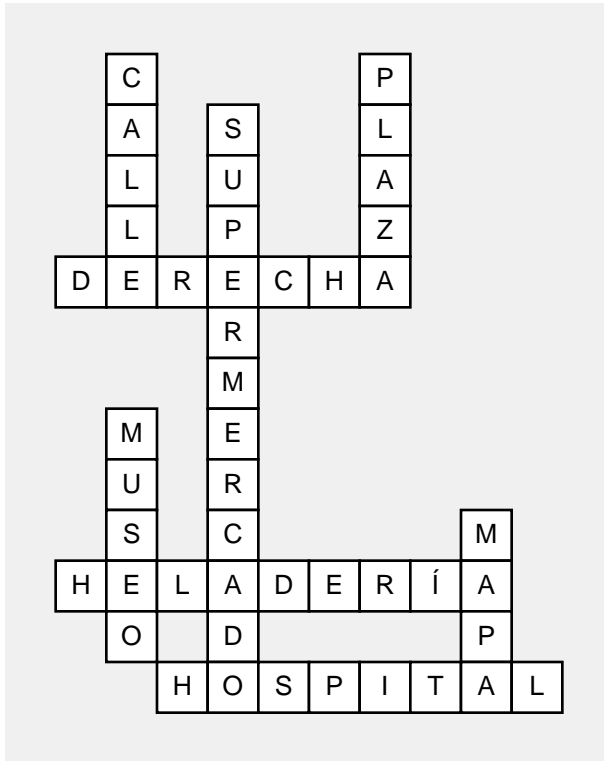 C P
A S L
L U A
L P Z
D E R E C H A
R
M
M E
U R
S C M
H E L A D E R Í A
O D P
H O S P I T A L